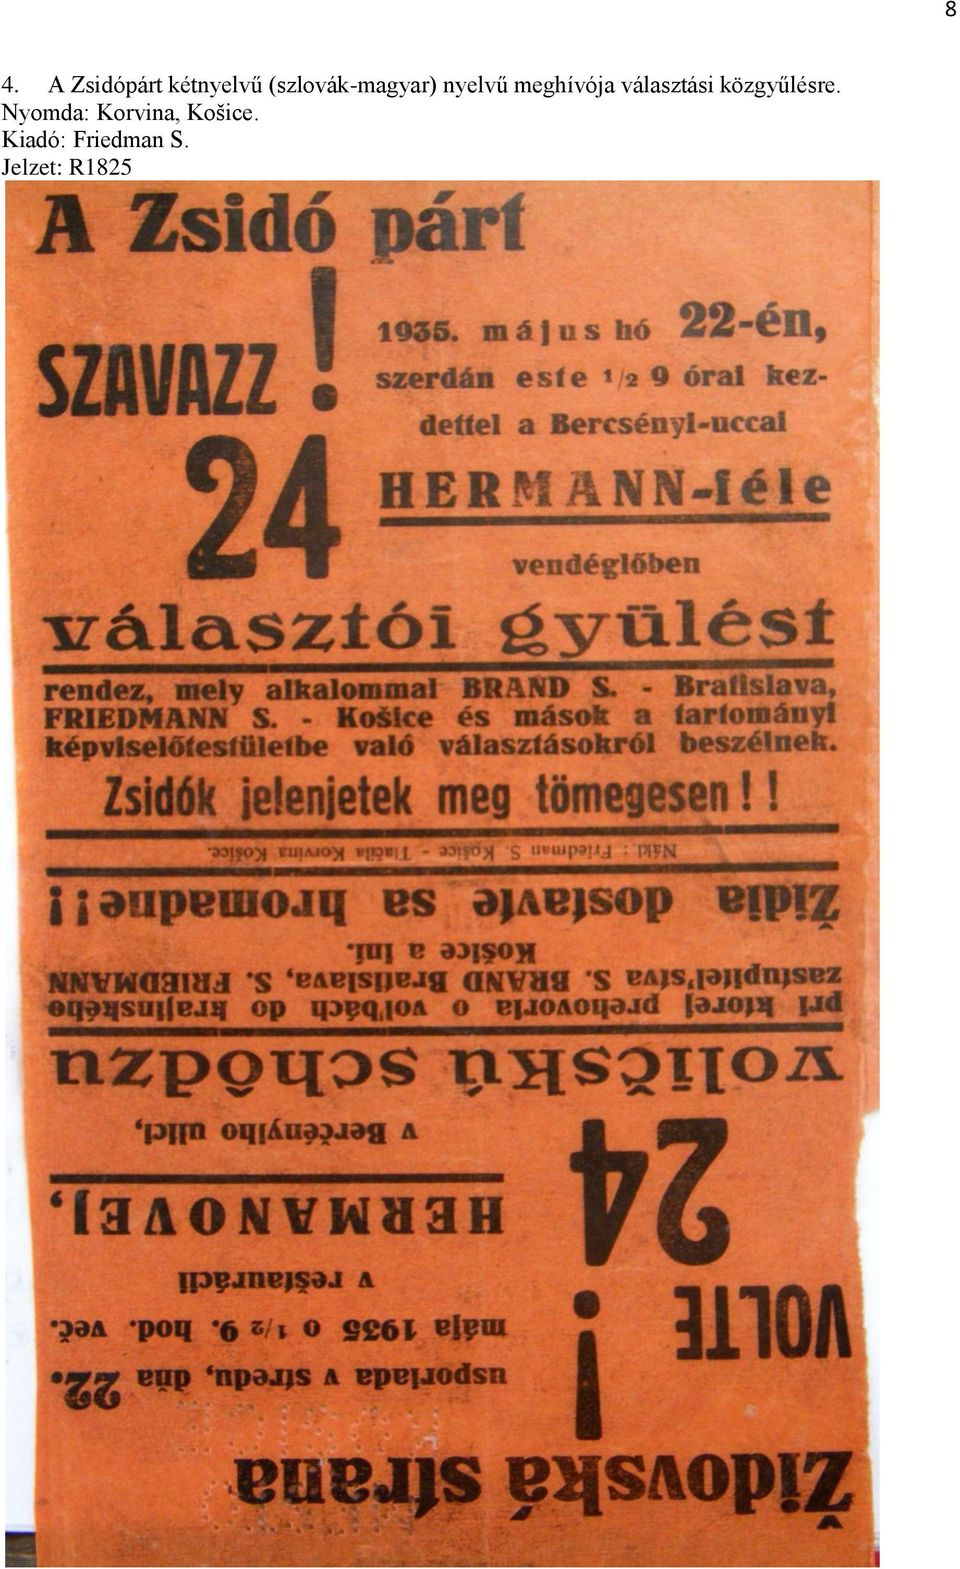 8
4. A Zsidópárt kétnyelvű (szlovák-magyar) nyelvű meghívója választási közgyűlésre.
Nyomda: Korvina, Košice.
Kiadó: Friedman S.
Jelzet: R1825
A Zsidó párt
SZAVAZZ !
24
1935. május hó 22-én,
szerdán este 1/2 9 órai kez-
dettel a Bercsényi-uccai
HERMANN-féle
vendéglőben
választói gyülést
rendez, mely alkalommal BRAND S. - Bratislava,
FRIEDMANN S. - Košice és mások a tartományi
képviselőtestületbe való választásokról beszélnek.
Zsidók jelenjetek meg tömegesen!!
Židovská strana
VOLTE !
24
usporiada v stredu, dňa 22.
mája 1935 o 1/2 9. hod. več.
v reštaurácii
HERMANOVEJ,
v Berčényiho ulici,
voličskú schôdzu
pri ktorej prehovoria o voľbách do krajinského
zastupiteľstva S. BRAND Bratislava, S. FRIEDMANN
Košice a iní.
Židia dostavte sa hromadne!!
Nákl.: Friedman S. Košice - Tlačila Korvina Košice.